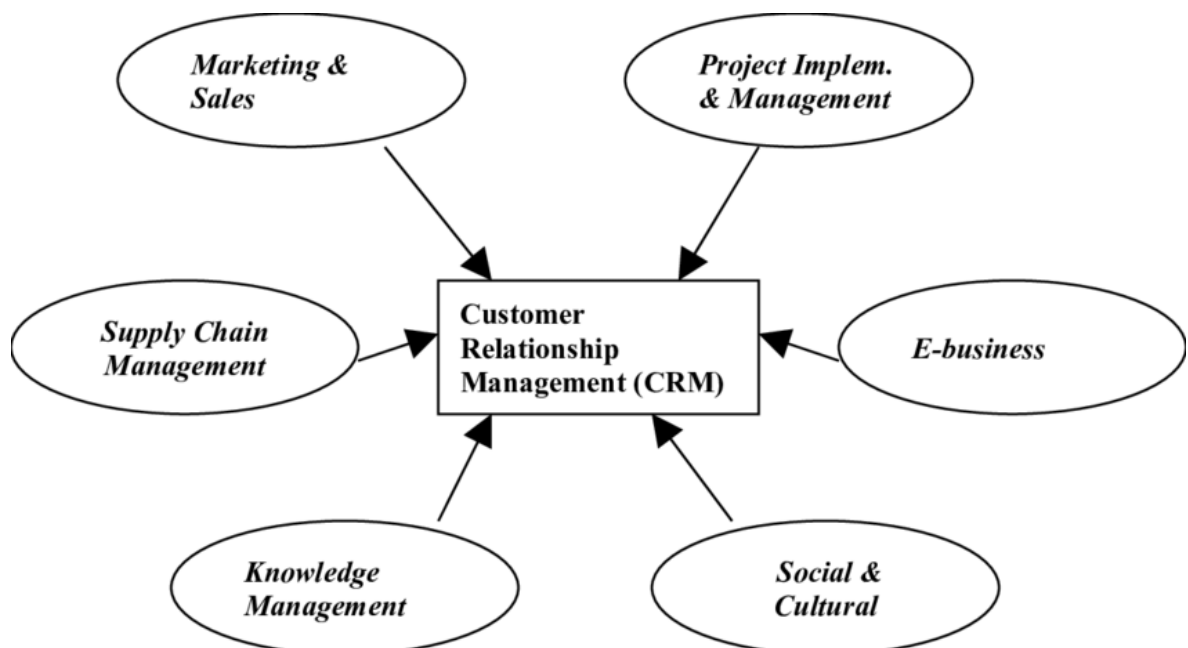 Marketing &
Sales
Project Implem.
& Management
Supply Chain
Management
Customer
Relationship
Management (CRM)
E-business
Knowledge
Management
Social &
Cultural